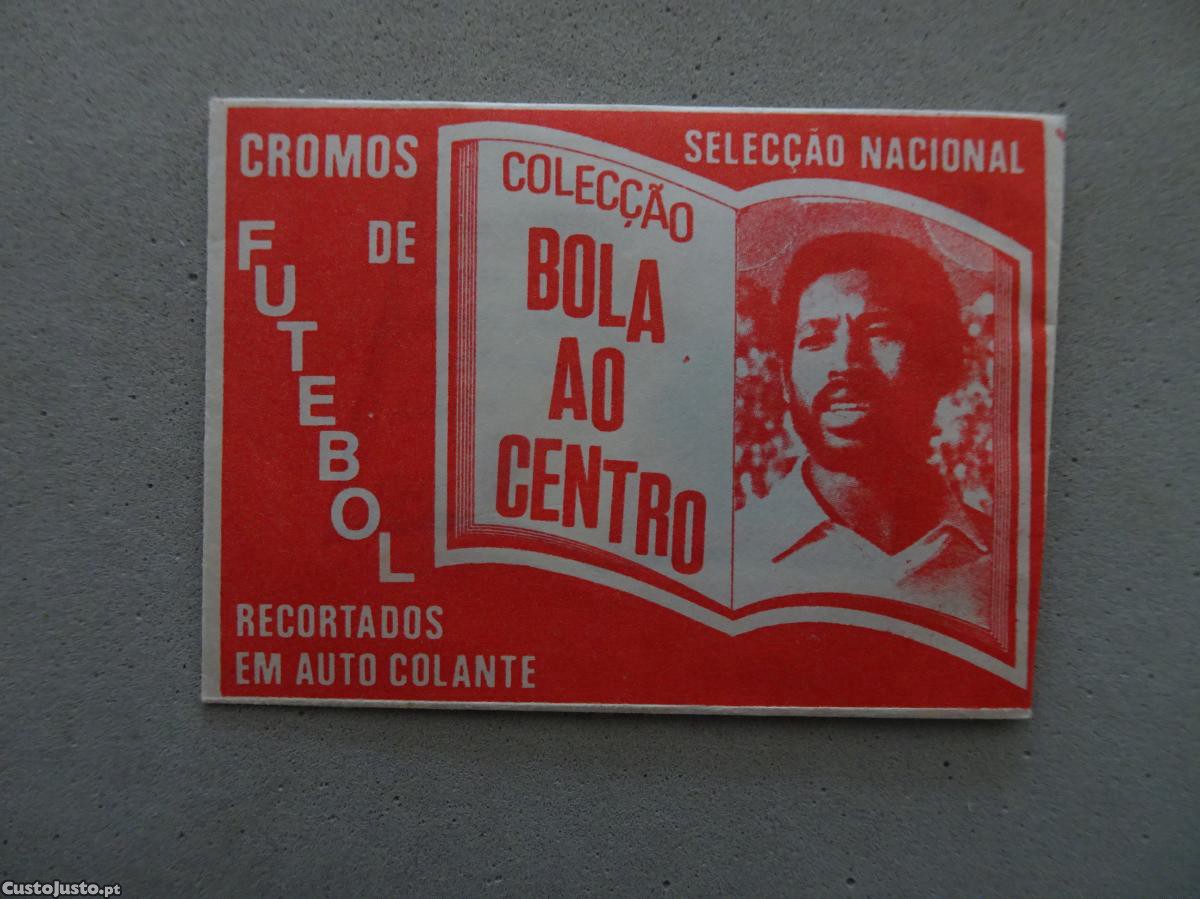 CROMOS
DE
FUTEBOL
RECORTADOS
EM AUTO COLANTE
COLECÇÃO
BOLA
AO
CENTRO
SELECÇÃO NACIONAL
CustoJusto.pt